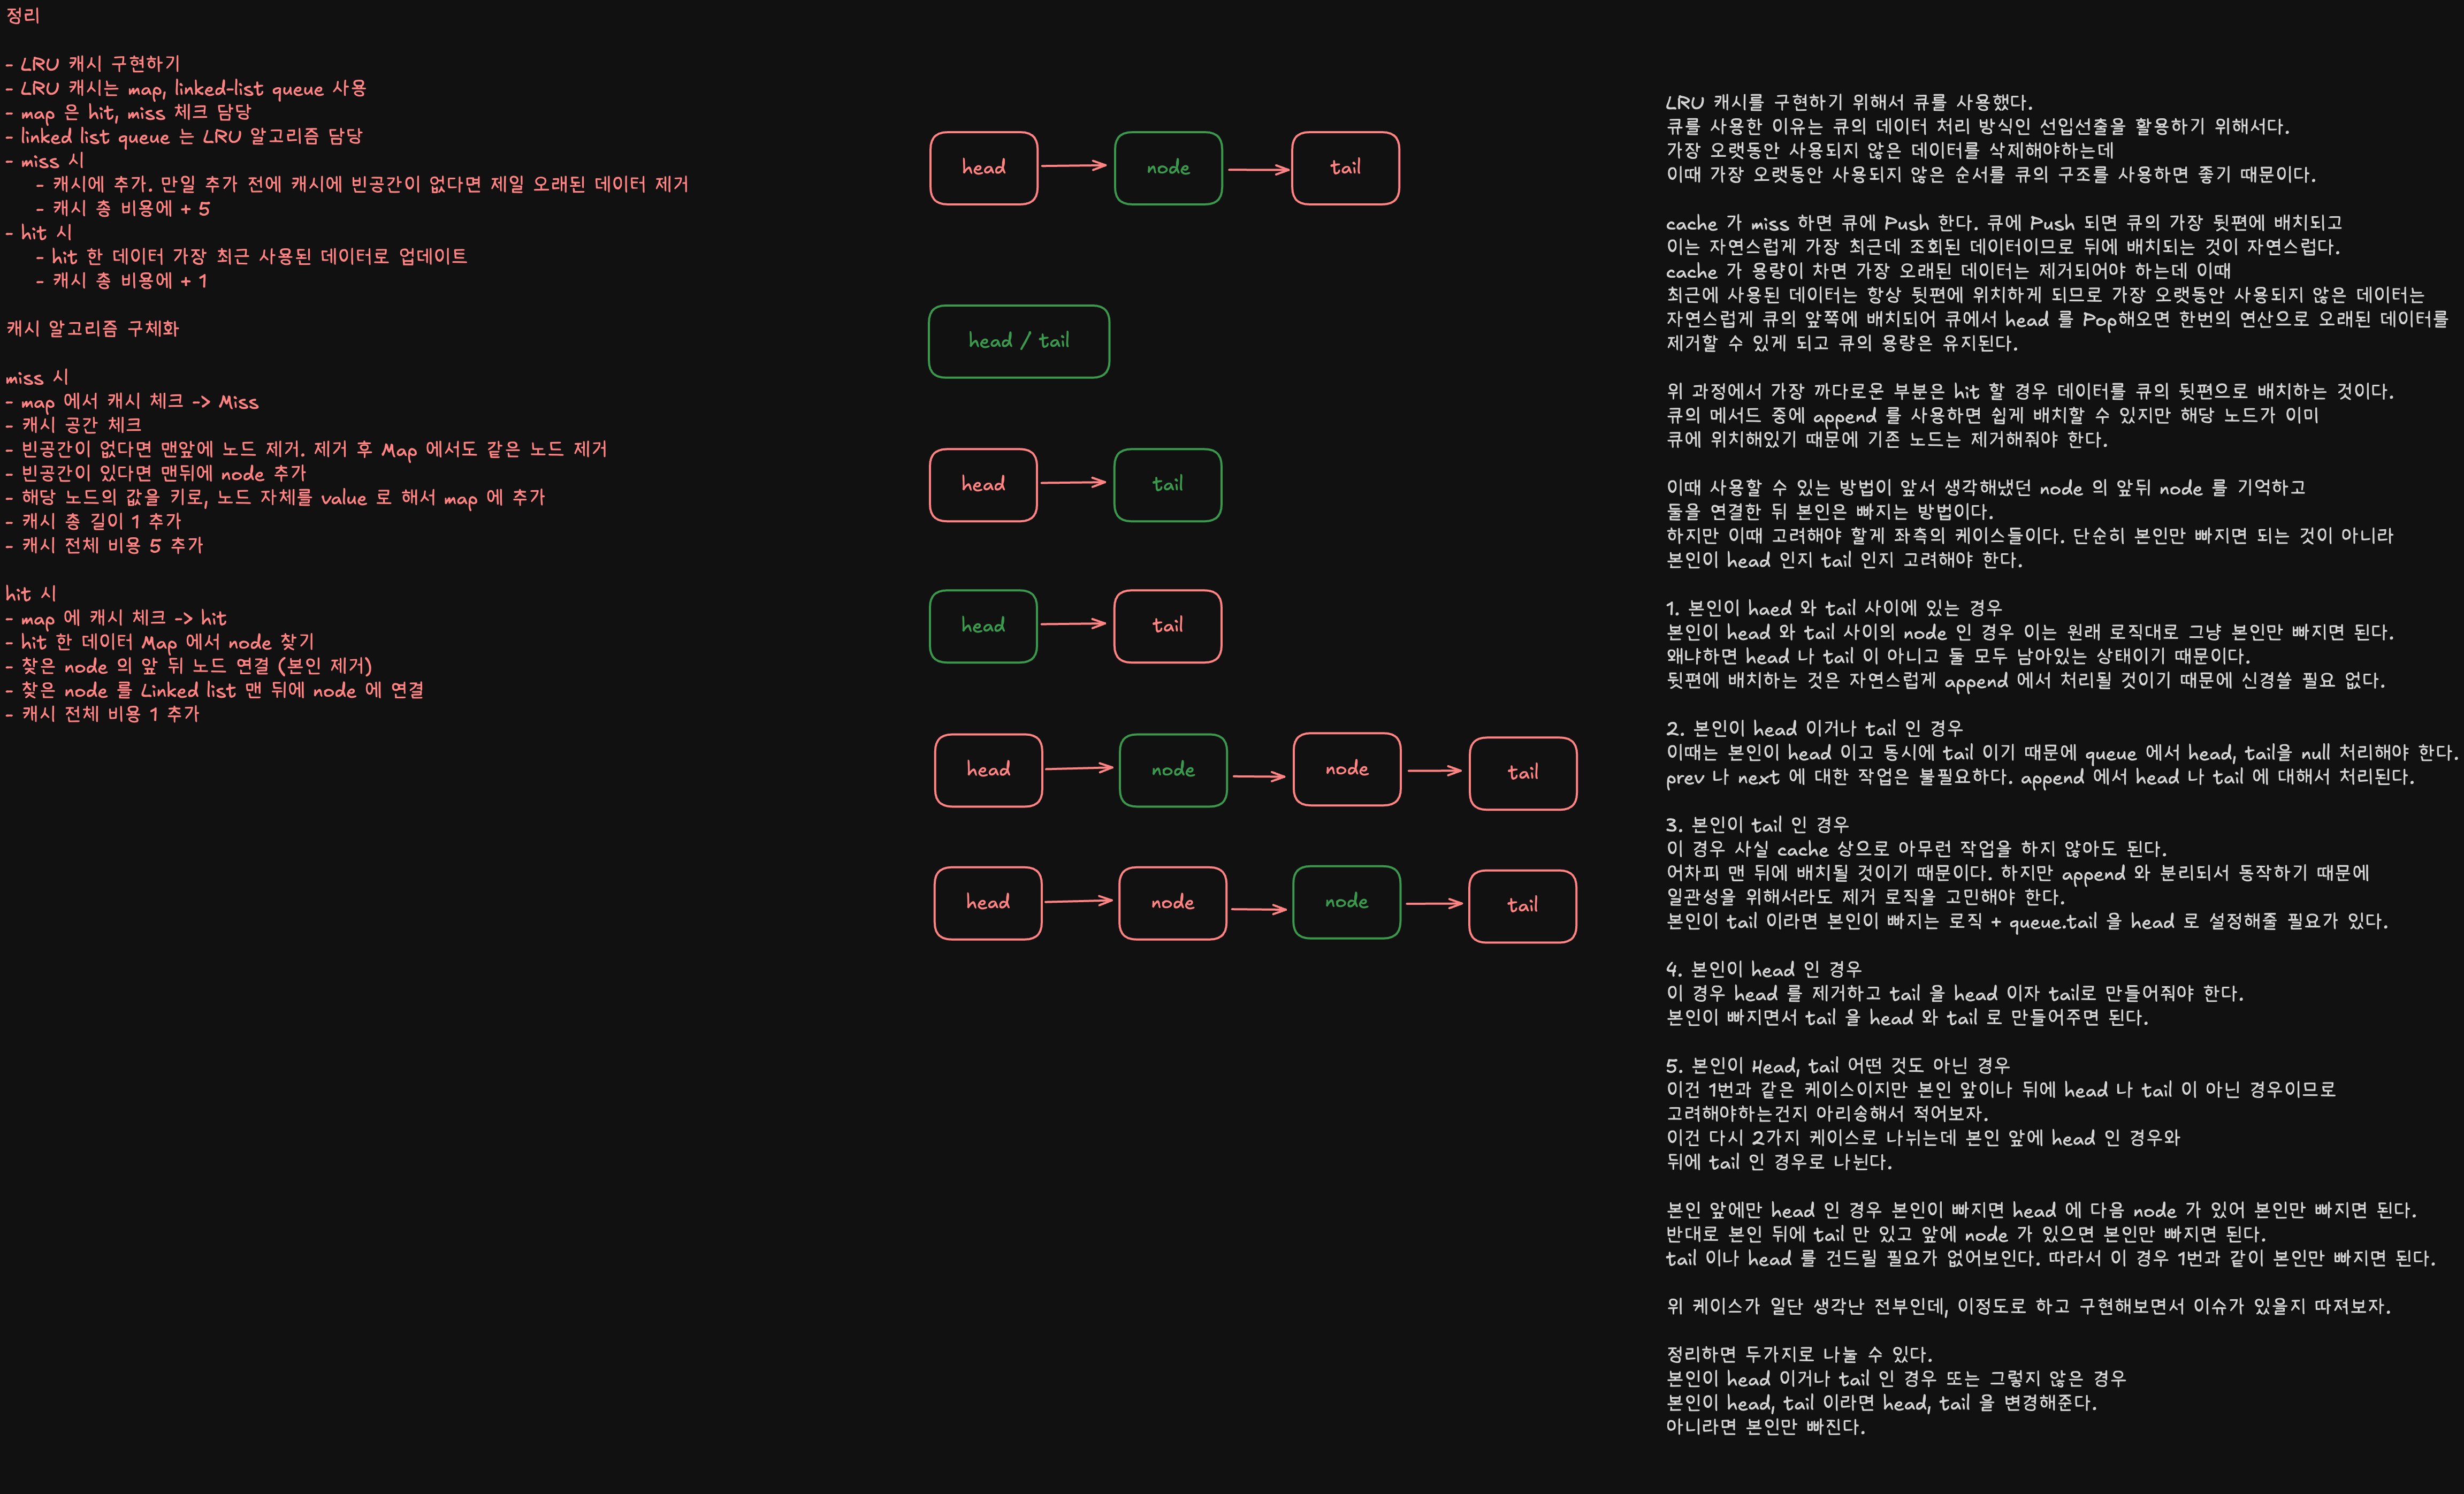 정리
- LRU 캐시 구현하기
- LRU 캐시는 map, linked-list queue 사용
- map 은 hit, miss 체크 담당
- linked list queue 는 LRU 알고리즘 담당
- miss 시
- 캐시에 추가. 만일 추가 전에 캐시에 빈공간이 없다면 제일 오래된 데이터 제거
- 캐시 총 비용에 + 5
- hit 시
- hit 한 데이터 가장 최근 사용된 데이터로 업데이트
- 캐시 총 비용에 + 1
캐시 알고리즘 구체화
miss 시
- map 에서 캐시 체크 -> Miss
- 캐시 공간 체크
- 빈공간이 없다면 맨앞에 노드 제거. 제거 후 Map 에서도 같은 노드 제거
- 빈공간이 있다면 맨뒤에 node 추가
- 해당 노드의 값을 키로, 노드 자체를 value 로 해서 map 에 추가
- 캐시 총 길이 1 추가
- 캐시 전체 비용 5 추가
hit 시
- map 에 캐시 체크 -> hit
- hit 한 데이터 Map 에서 node 찾기
- 찾은 node 의 앞 뒤 노드 연결 (본인 제거)
- 찾은 node 를 Linked list 맨 뒤에 node 에 연결
- 캐시 전체 비용 1 추가
head node tail
head / tail
head tail
head tail
head node node tail
head node node tail
LRU 캐시를 구현하기 위해서 큐를 사용했다.
큐를 사용한 이유는 큐의 데이터 처리 방식인 선입선출을 활용하기 위해서다.
가장 오랫동안 사용되지 않은 데이터를 삭제해야하는데
이때 가장 오랫동안 사용되지 않은 순서를 큐의 구조를 사용하면 좋기 때문이다.
cache 가 miss 하면 큐에 Push 한다. 큐에 Push 되면 큐의 가장 뒷편에 배치되고
이는 자연스럽게 가장 최근데 조회된 데이터이므로 뒤에 배치되는 것이 자연스럽다.
cache 가 용량이 차면 가장 오래된 데이터는 제거되어야 하는데 이때
최근에 사용된 데이터는 항상 뒷편에 위치하게 되므로 가장 오랫동안 사용되지 않은 데이터는
자연스럽게 큐의 앞쪽에 배치되어 큐에서 head 를 Pop해오면 한번의 연산으로 오래된 데이터를
제거할 수 있게 되고 큐의 용량은 유지된다.
위 과정에서 가장 까다로운 부분은 hit 할 경우 데이터를 큐의 뒷편으로 배치하는 것이다.
큐의 메서드 중에 append 를 사용하면 쉽게 배치할 수 있지만 해당 노드가 이미
큐에 위치해있기 때문에 기존 노드는 제거해줘야 한다.
이때 사용할 수 있는 방법이 앞서 생각해냈던 node 의 앞뒤 node 를 기억하고
둘을 연결한 뒤 본인은 빠지는 방법이다.
하지만 이때 고려해야 할게 좌측의 케이스들이다. 단순히 본인만 빠지면 되는 것이 아니라
본인이 head 인지 tail 인지 고려해야 한다.
1. 본인이 haed 와 tail 사이에 있는 경우
본인이 head 와 tail 사이의 node 인 경우 이는 원래 로직대로 그냥 본인만 빠지면 된다.
왜냐하면 head 나 tail 이 아니고 둘 모두 남아있는 상태이기 때문이다.
뒷편에 배치하는 것은 자연스럽게 append 에서 처리될 것이기 때문에 신경쓸 필요 없다.
2. 본인이 head 이거나 tail 인 경우
이때는 본인이 head 이고 동시에 tail 이기 때문에 queue 에서 head, tail을 null 처리해야 한다.
prev 나 next 에 대한 작업은 불필요하다. append 에서 head 나 tail 에 대해서 처리된다.
3. 본인이 tail 인 경우
이 경우 사실 cache 상으로 아무런 작업을 하지 않아도 된다.
어차피 맨 뒤에 배치될 것이기 때문이다. 하지만 append 와 분리되서 동작하기 때문에
일관성을 위해서라도 제거 로직을 고민해야 한다.
본인이 tail 이라면 본인이 빠지는 로직 + queue.tail 을 head 로 설정해줄 필요가 있다.
4. 본인이 head 인 경우
이 경우 head 를 제거하고 tail 을 head 이자 tail로 만들어줘야 한다.
본인이 빠지면서 tail 을 head 와 tail 로 만들어주면 된다.
5. 본인이 Head, tail 어떤 것도 아닌 경우
이건 1번과 같은 케이스이지만 본인 앞이나 뒤에 head 나 tail 이 아닌 경우이므로
고려해야하는건지 아리송해서 적어보자.
이건 다시 2가지 케이스로 나뉘는데 본인 앞에 head 인 경우와
뒤에 tail 인 경우로 나뉜다.
본인 앞에만 head 인 경우 본인이 빠지면 head 에 다음 node 가 있어 본인만 빠지면 된다.
반대로 본인 뒤에 tail 만 있고 앞에 node 가 있으면 본인만 빠지면 된다.
tail 이나 head 를 건드릴 필요가 없어보인다. 따라서 이 경우 1번과 같이 본인만 빠지면 된다.
위 케이스가 일단 생각난 전부인데, 이정도로 하고 구현해보면서 이슈가 있을지 따져보자.
정리하면 두가지로 나눌 수 있다.
본인이 head 이거나 tail 인 경우 또는 그렇지 않은 경우
본인이 head, tail 이라면 head, tail 을 변경해준다.
아니라면 본인만 빠진다.